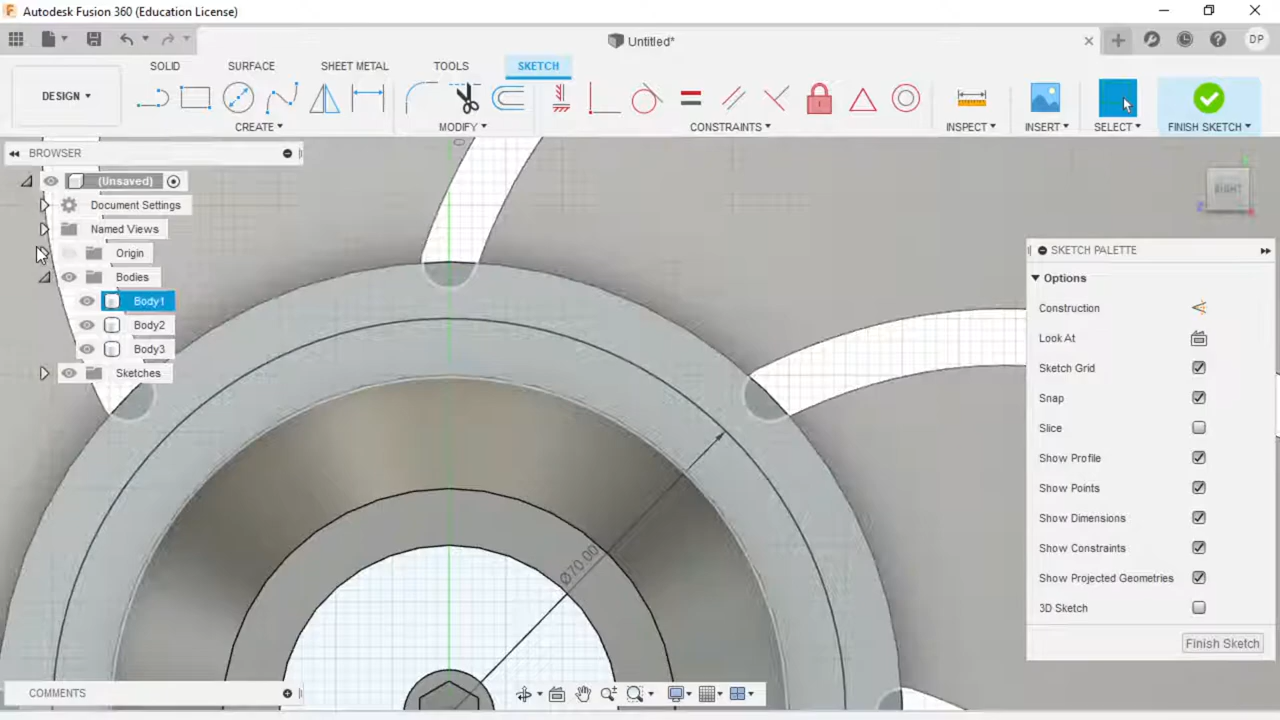 Autodesk Fusion 360 (Education License)
Untitled*
DP
DESIGN
SOLID
SURFACE
SHEET METAL
TOOLS
SKETCH
CREATE
MODIFY
CONSTRAINTS
INSPECT
INSERT
SELECT
FINISH SKETCH
BROWSER
(Unsaved)
Document Settings
Named Views
Origin
Bodies
Body1
Body2
Body3
Sketches
RIGHT
SKETCH PALETTE
Options
Construction
Look At
Sketch Grid
Snap
Slice
Show Profile
Show Points
Show Dimensions
Show Constraints
Show Projected Geometries
3D Sketch
Finish Sketch
Ø70.00
COMMENTS